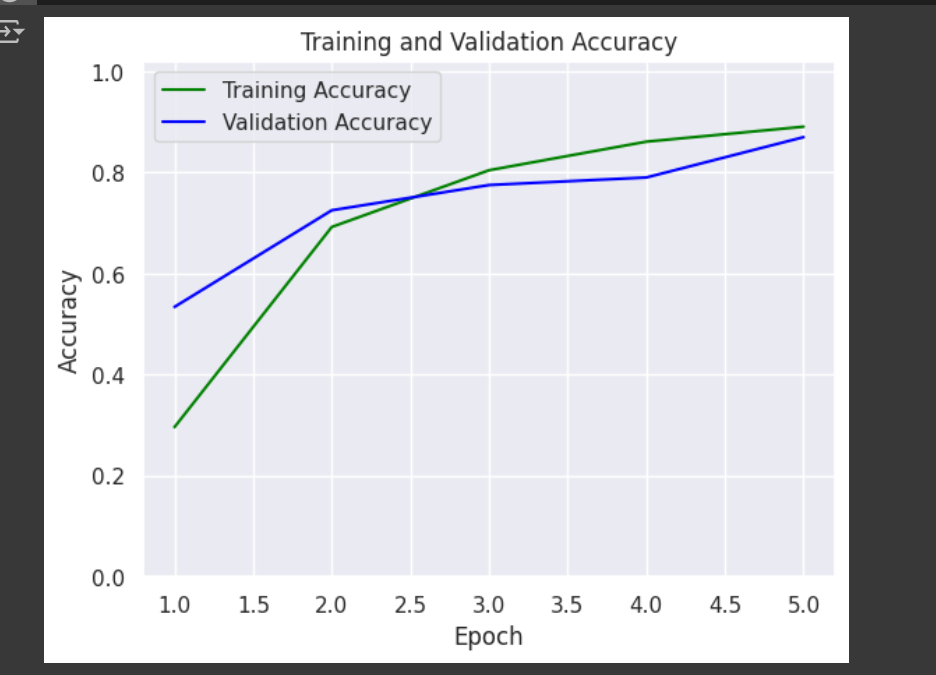 Training and Validation Accuracy
1.0
Training Accuracy
Validation Accuracy
0.8
0.6
Accuracy
0.4
0.2
0.0
1.0 1.5 2.0 2.5 3.0 3.5 4.0 4.5 5.0
Epoch